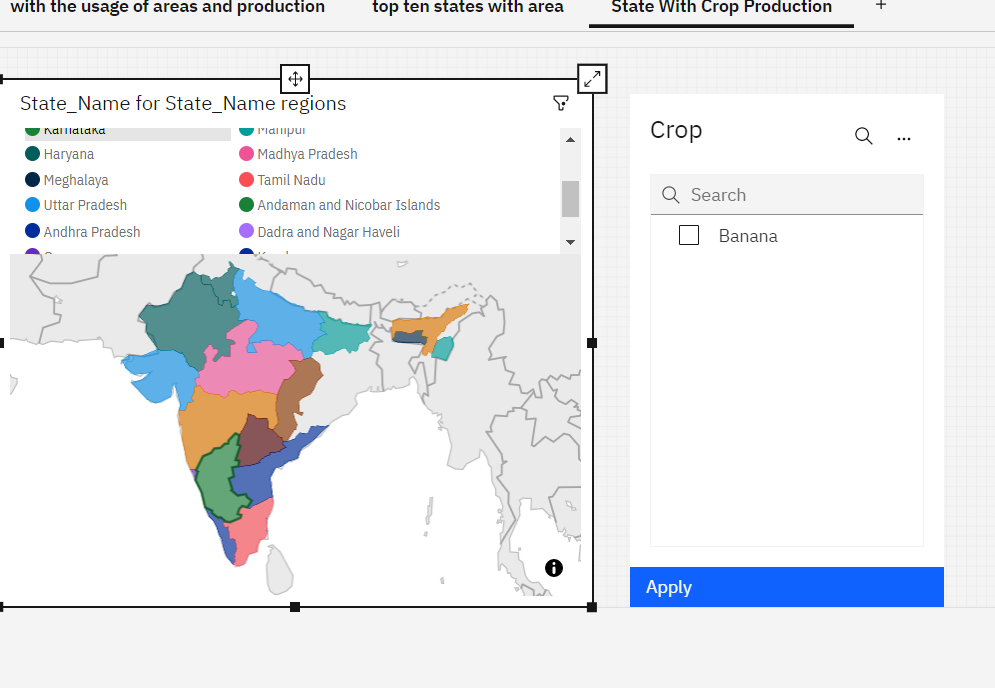 with the usage of areas and production
top ten states with area
State With Crop Production
+
State_Name for State_Name regions
Karnataka
Manipur
Haryana
Madhya Pradesh
Meghalaya
Tamil Nadu
Uttar Pradesh
Andaman and Nicobar Islands
Andhra Pradesh
Dadra and Nagar Haveli
Crop
Search
Banana
Apply